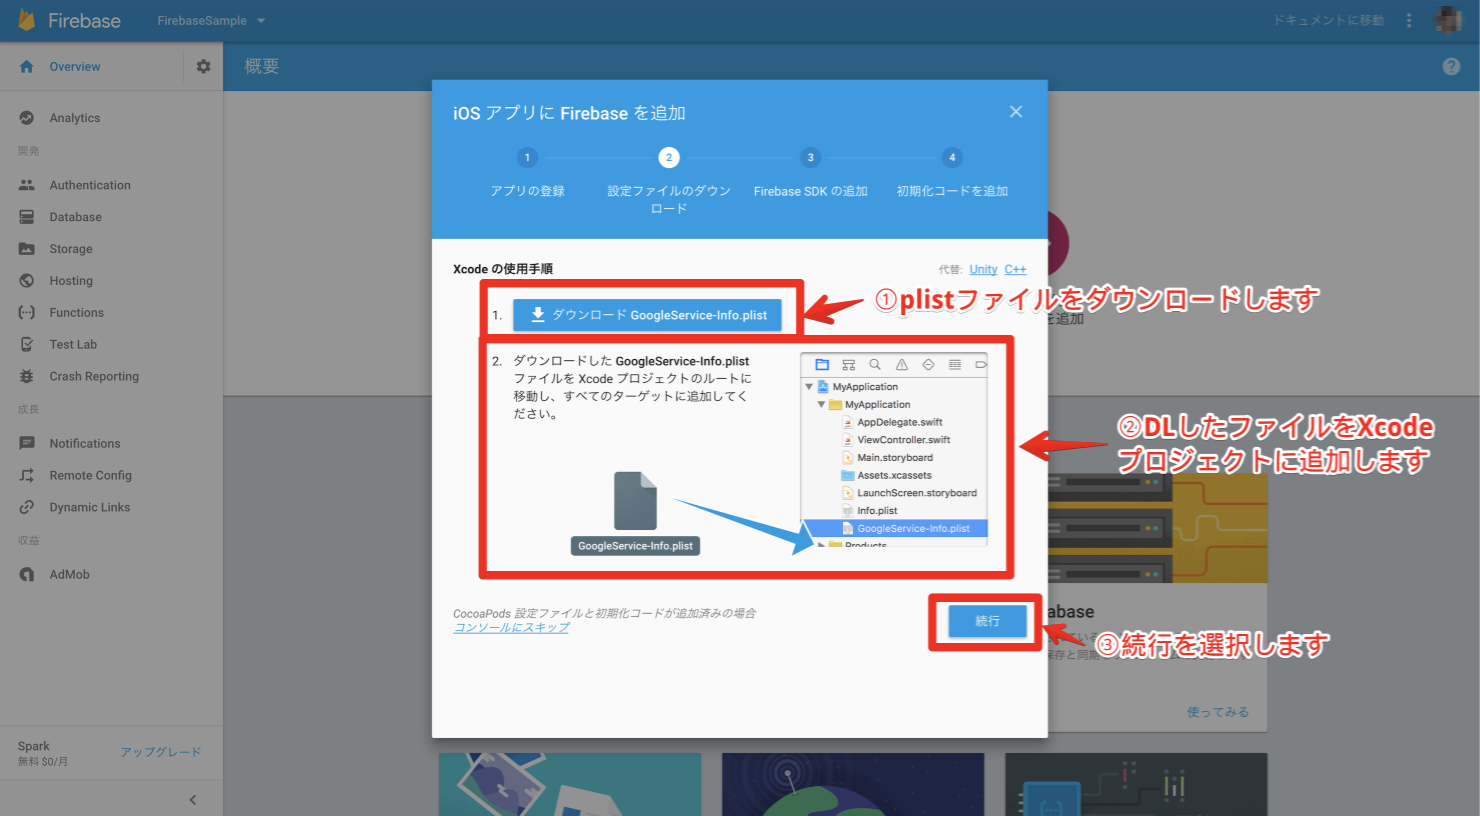 Firebase
FirebaseSample
ドキュメントに移動
Overview
概要
Analytics
開発
Authentication
Database
Storage
Hosting
Functions
Test Lab
Crash Reporting
成長
Notifications
Remote Config
Dynamic Links
収益
AdMob
Spark
無料 $0/月
アップグレード
iOS アプリに Firebase を追加
1
2
3
4
アプリの登録
設定ファイルのダウン
ロード
Firebase SDK の追加
初期化コードを追加
Xcode の使用手順
代替: Unity C++
1. ダウンロード GoogleService-Info.plist
①plistファイルをダウンロードします
を追加
2. ダウンロードした GoogleService-Info.plist
ファイルを Xcode プロジェクトのルートに
移動し、すべてのターゲットに追加してく
ださい。
GoogleService-Info.plist
MyApplication
MyApplication
AppDelegate.swift
ViewController.swift
Main.storyboard
Assets.xcassets
LaunchScreen.storyboard
Info.plist
GoogleService-Info.plist
Products
②DLしたファイルをXcode
プロジェクトに追加します
CocoaPods 設定ファイルと初期化コードが追加済みの場合
コンソールにスキップ
続行
③続行を選択します
abase
使ってみる